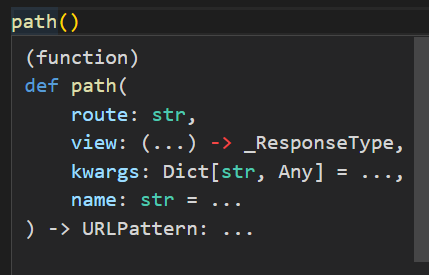 path()
(function)
def path(
    route: str,
    view: (...) -> _ResponseType,
    kwargs: Dict[str, Any] = ...,
    name: str = ...
) -> URLPattern: ...